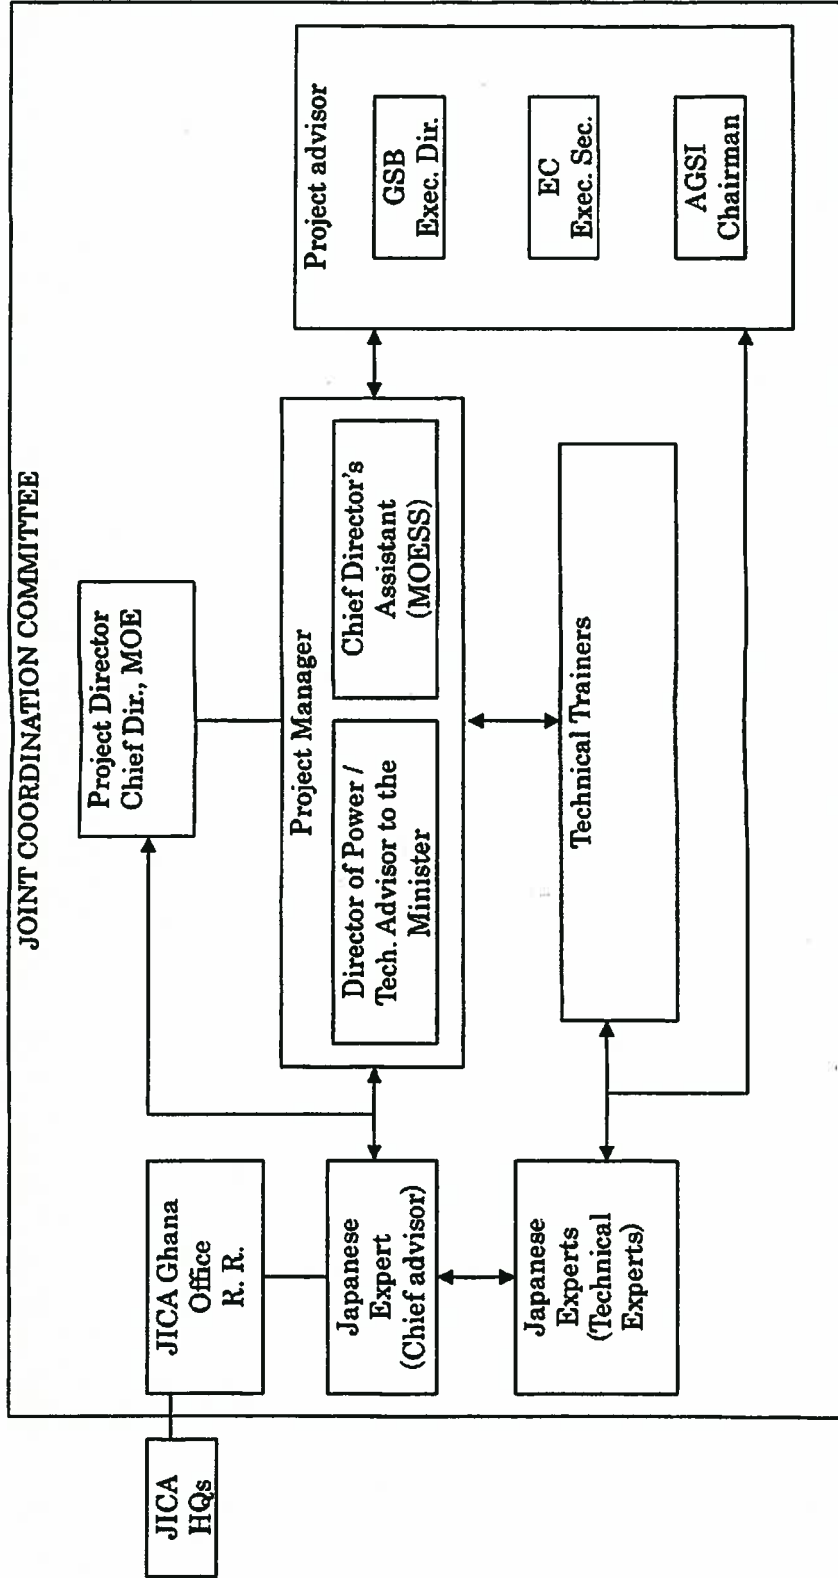 JOINT COORDINATION COMMITTEE
JICA
HQs
JICA Ghana
Office
R. R.
Project Director
Chief Dir., MOE
Japanese
Expert
(Chief advisor)
Project Manager
Director of Power /
Tech. Advisor to the
Minister
Chief Director's
Assistant
(MOESS)
Project advisor
GSB
Exec. Dir.
EC
Exec. Sec.
AGSI
Chairman
Japanese
Experts
(Technical
Experts)
Technical Trainers